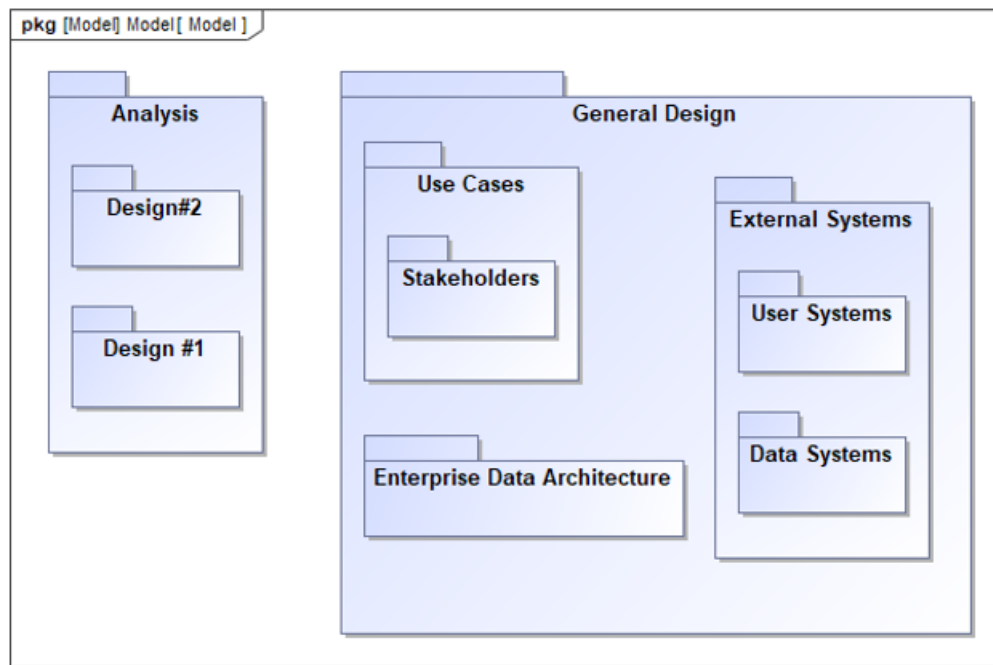 pkg [Model] Model[ Model ]
Analysis
Design#2
Design #1
General Design
Use Cases
Stakeholders
Enterprise Data Architecture
External Systems
User Systems
Data Systems